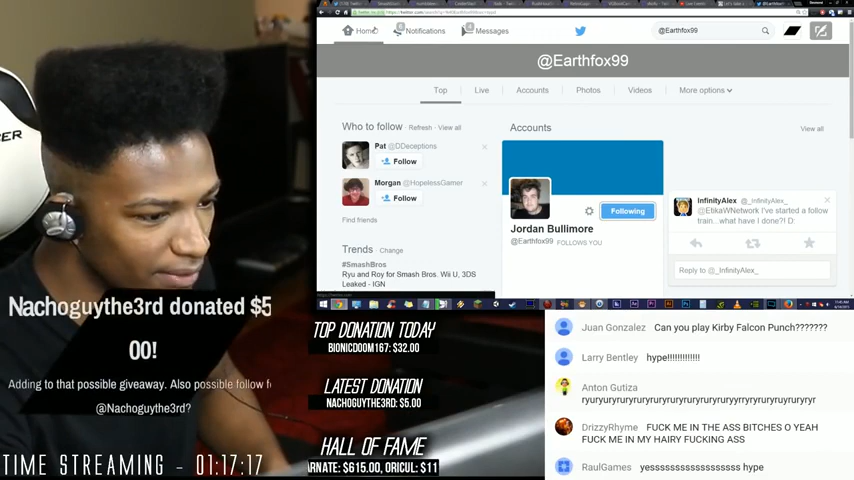 Home
Notifications
Messages
@Earthfox99
@Earthfox99
Top
Live
Accounts
Photos
Videos
More options
Who to follow
Refresh
View all
Pat @DDeceptions
Follow
Morgan @HopelessGamer
Follow
Find friends
Trends
Change
#SmashBros
Ryu and Roy for Smash Bros. Wii U, 3DS
Leaked - IGN
Accounts
View all
Following
Jordan Bullimore
@Earthfox99 FOLLOWS YOU
InfinityAlex @_InfinityAlex_
@EtikaWNetwork I've started a follow
train...what have I done?! D:
Reply to @_InfinityAlex_
Nachoguythe3rd donated $5
00!
Adding to that possible giveaway. Also possible follow f
@Nachoguythe3rd?
TIME STREAMING - 01:17:17
TOP DONATION TODAY
BIONICDOOM167: $32.00
LATEST DONATION
NACHOGUYTHE3RD: $5.00
HALL OF FAME
ARNATE: $615.00, ORICUL: $11
Juan Gonzalez Can you play Kirby Falcon Punch???????
Larry Bentley hype!!!!!!!!!!!!!
Anton Gutiza
DrizzyRhyme FUCK ME IN THE ASS BITCHES O YEAH
FUCK ME IN MY HAIRY FUCKING ASS
RaulGames yesssssssssssssssssss hype